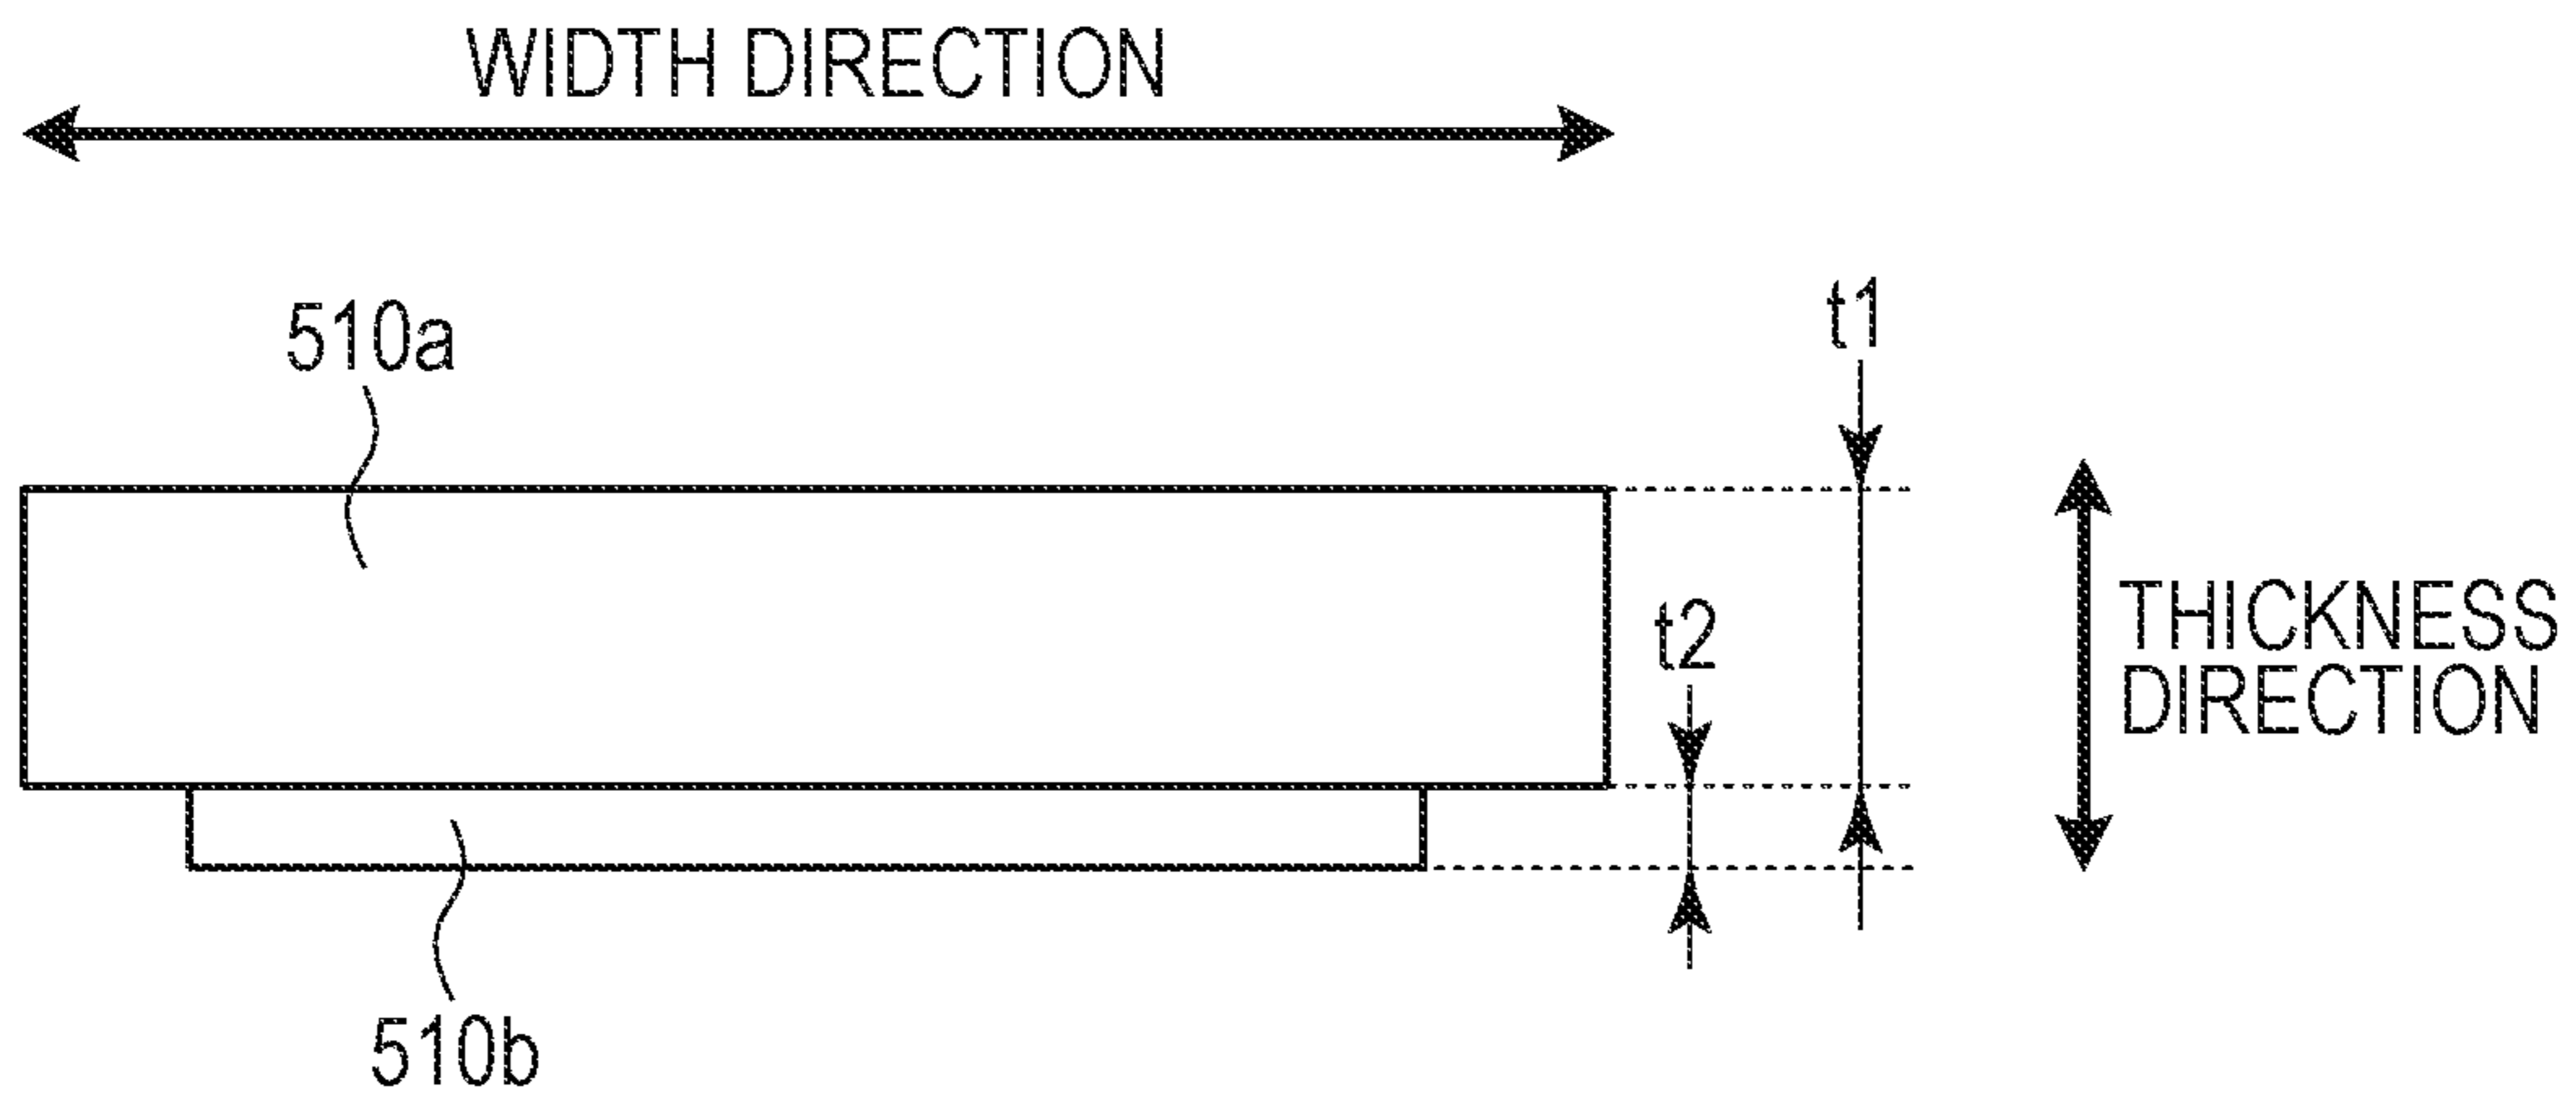 WIDTH DIRECTION
t1
510a
t2
THICKNESS
DIRECTION
510b